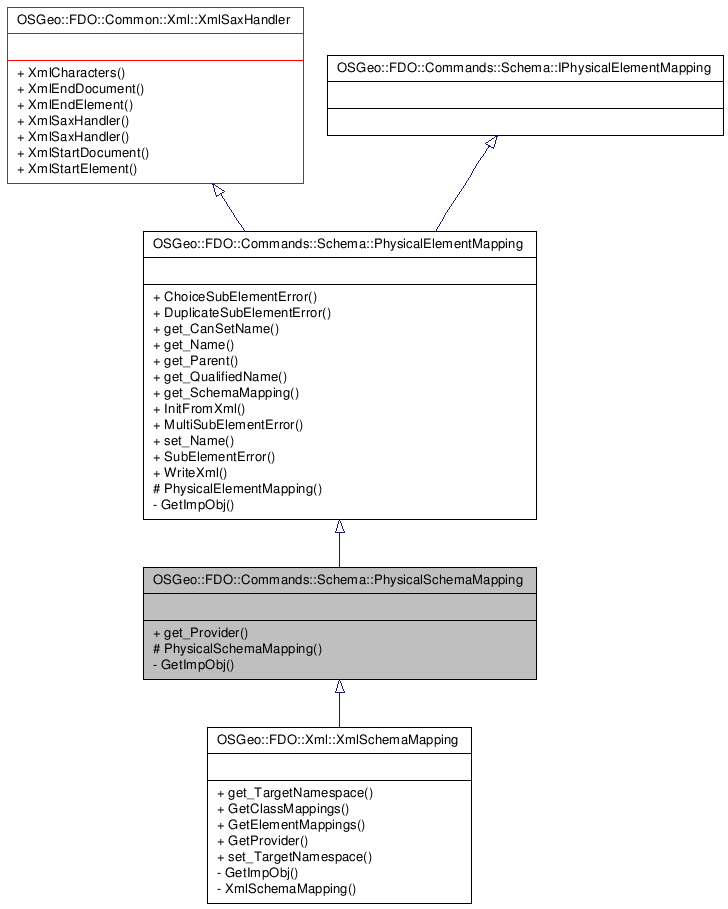 OSGeo::FDO::Common::Xml::XmlSaxHandler
+ XmlCharacters()
+ XmlEndDocument()
+ XmlEndElement()
+ XmlSaxHandler()
+ XmlSaxHandler()
+ XmlStartDocument()
+ XmlStartElement()
OSGeo::FDO::Commands::Schema::IPhysicalElementMapping
OSGeo::FDO::Commands::Schema::PhysicalElementMapping
+ ChoiceSubElementError()
+ DuplicateSubElementError()
+ get_CanSetName()
+ get_Name()
+ get_Parent()
+ get_QualifiedName()
+ get_SchemaMapping()
+ InitFromXml()
+ MultiSubElementError()
+ set_Name()
+ SubElementError()
+ WriteXml()
# PhysicalElementMapping()
- GetImpObj()
OSGeo::FDO::Commands::Schema::PhysicalSchemaMapping
+ get_Provider()
# PhysicalSchemaMapping()
- GetImpObj()
OSGeo::FDO::Xml::XmlSchemaMapping
+ get_TargetNamespace()
+ GetClassMappings()
+ GetElementMappings()
+ GetProvider()
+ set_TargetNamespace()
- GetImpObj()
- XmlSchemaMapping()